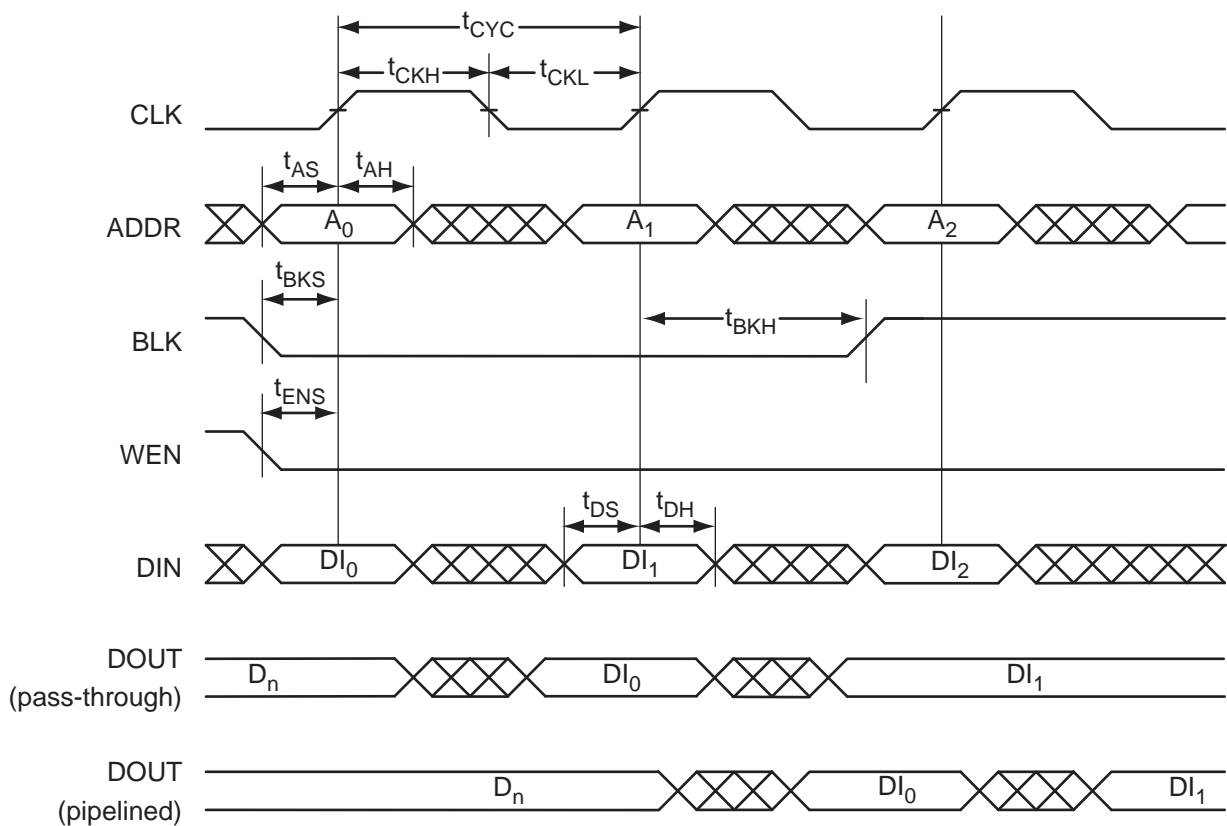 tCYC
tCKH tCKL
CLK
tAS tAH
ADDR A0 A1 A2
tBKS
BLK tBKH
tENS
WEN
tDS tDH
DIN DI0 DI1 DI2
DOUT
(pass-through) Dn DI0 DI1
DOUT
(pipelined) Dn DI0 DI1